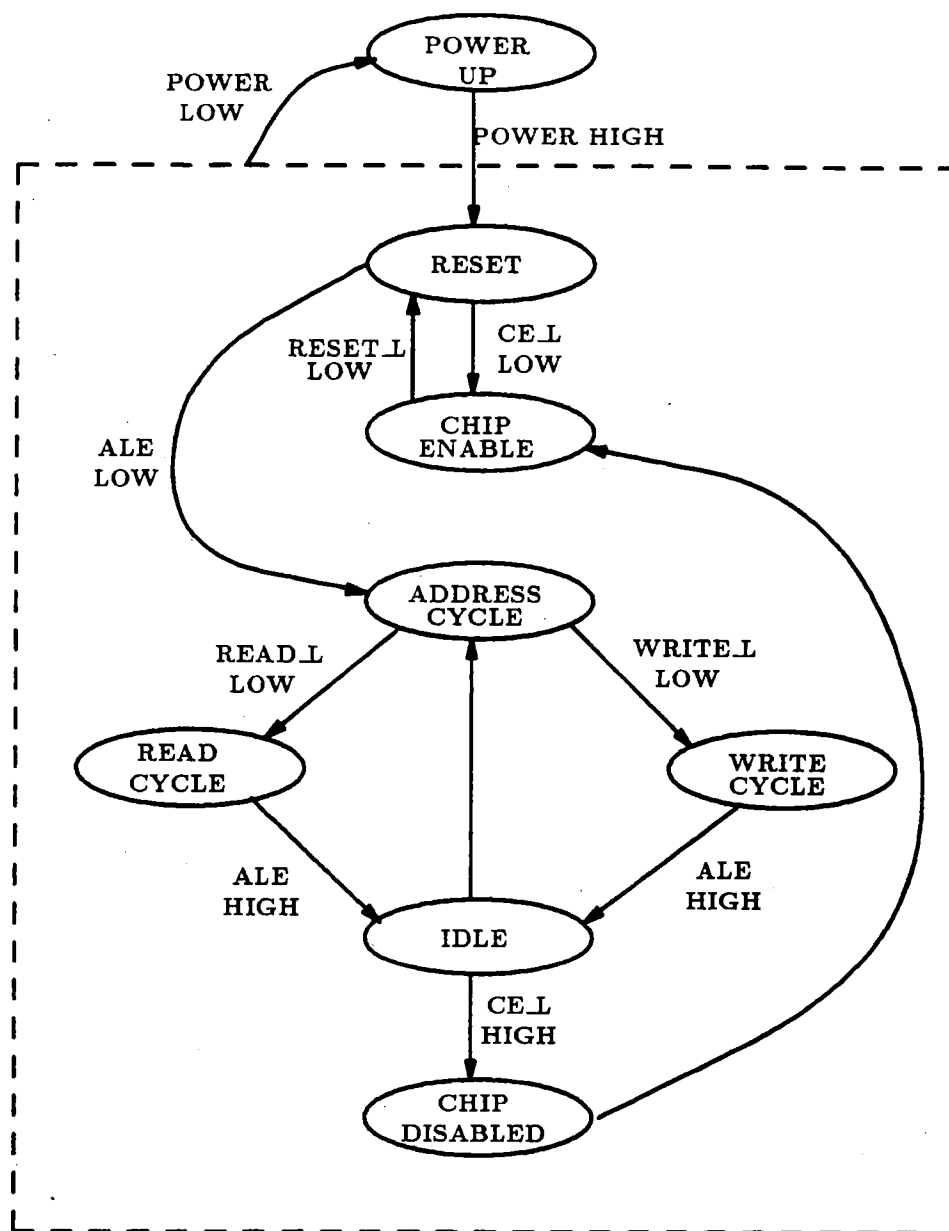 POWER
UP
POWER
LOW
POWER HIGH
RESET
RESET_L
LOW
CE_L
LOW
CHIP
ENABLE
ALE
LOW
ADDRESS
CYCLE
READ_L
LOW
WRITE_L
LOW
READ
CYCLE
WRITE
CYCLE
ALE
HIGH
ALE
HIGH
IDLE
CE_L
HIGH
CHIP
DISABLED